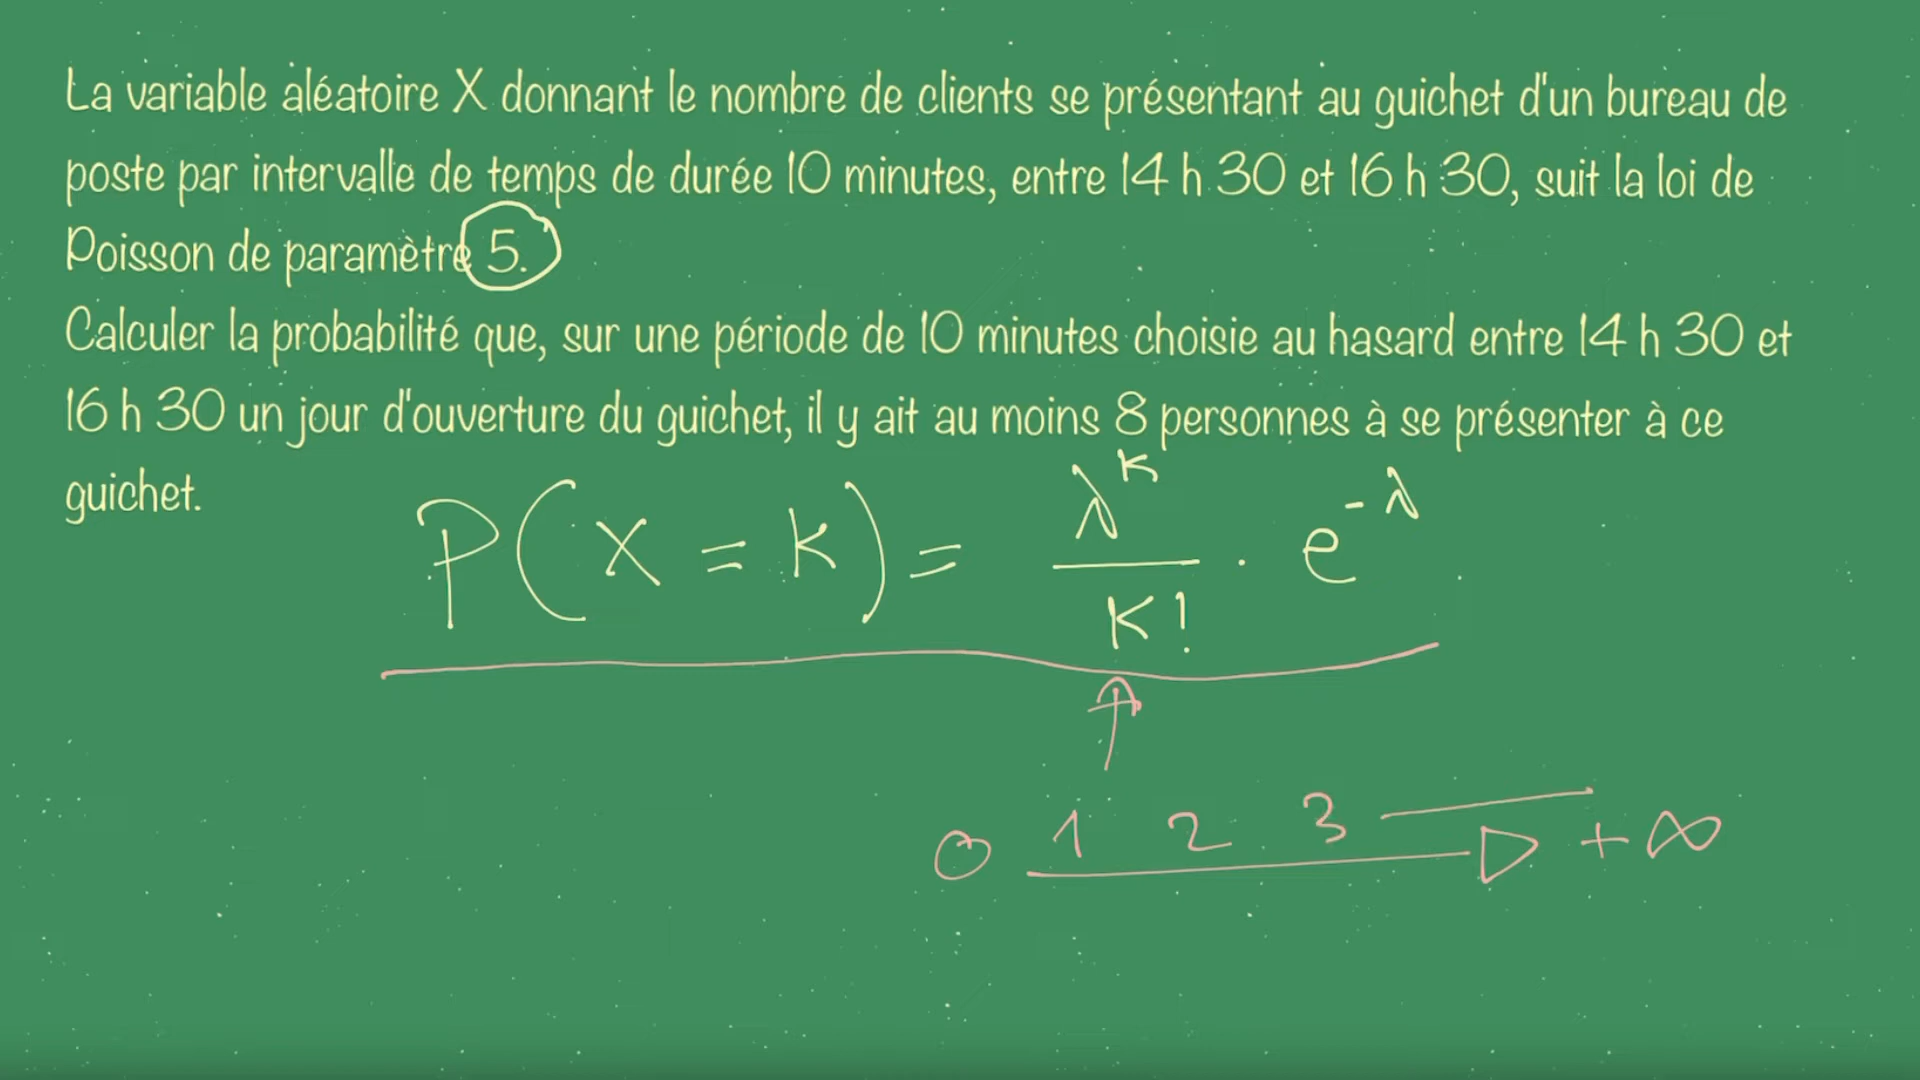 La variable aléatoire X donnant le nombre de clients se présentant au guichet d'un bureau de
poste par intervalle de temps de durée 10 minutes, entre 14 h 30 et 16 h 30, suit la loi de
Poisson de paramètre 5.
Calculer la probabilité que, sur une période de 10 minutes choisie au hasard entre 14 h 30 et
16 h 30 un jour d'ouverture du guichet, il y ait au moins 8 personnes à se présenter à ce
guichet.
P(X = K) = λ^K / K! · e^-λ
0 1 2 3 + ∞